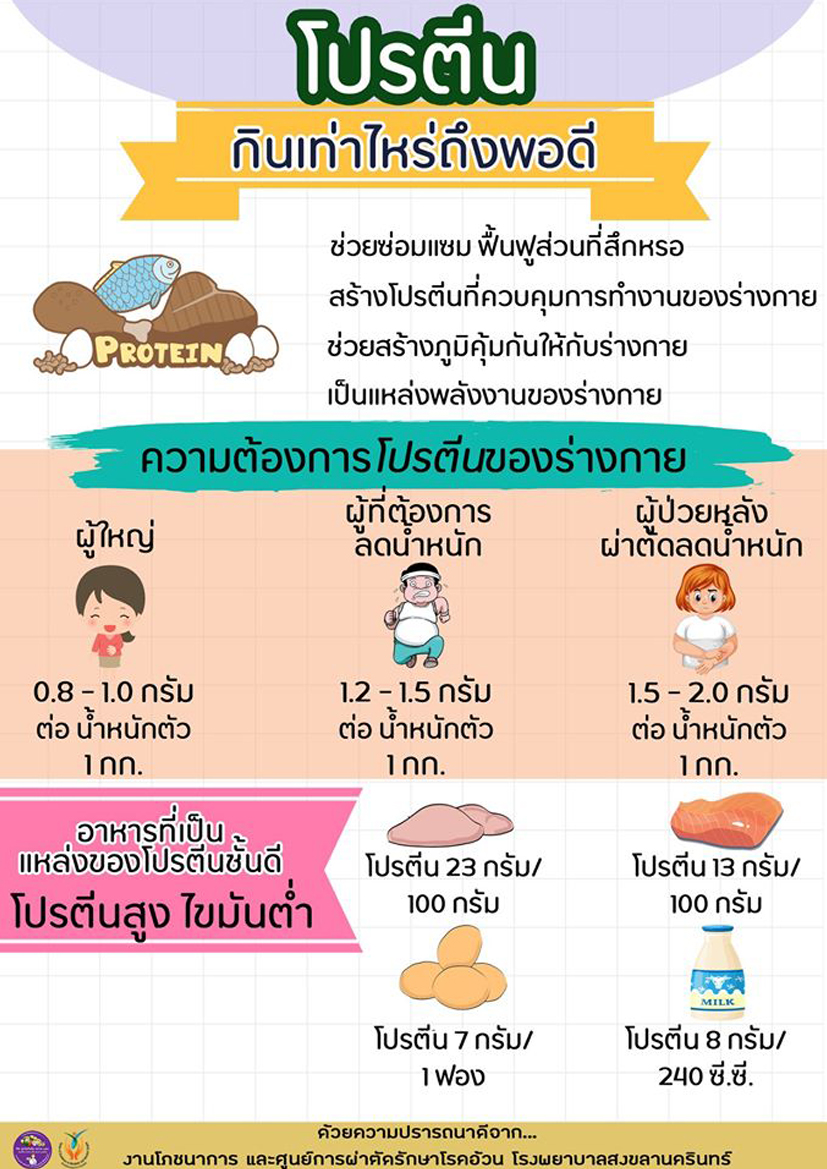 โปรตีน
กินเท่าไหร่ถึงพอดี
ช่วยซ่อมแซม ฟื้นฟูส่วนที่สึกหรอ
สร้างโปรตีนที่ควบคุมการทำงานของร่างกาย
ช่วยสร้างภูมิคุ้มกันให้กับร่างกาย
เป็นแหล่งพลังงานของร่างกาย
PROTEIN
ความต้องการโปรตีนของร่างกาย
ผู้ใหญ่
0.8 - 1.0 กรัม
ต่อ น้ำหนักตัว
1 กก.
ผู้ที่ต้องการ
ลดน้ำหนัก
1.2 - 1.5 กรัม
ต่อ น้ำหนักตัว
1 กก.
ผู้ป่วยหลัง
ผ่าตัดลดน้ำหนัก
1.5 - 2.0 กรัม
ต่อ น้ำหนักตัว
1 กก.
อาหารที่เป็น
แหล่งของโปรตีนชั้นดี
โปรตีนสูง ไขมันต่ำ
โปรตีน 23 กรัม/
100 กรัม
โปรตีน 13 กรัม/
100 กรัม
โปรตีน 7 กรัม/
1 ฟอง
MILK
โปรตีน 8 กรัม/
240 ซี.ซี.
ด้วยความปรารถนาดีจาก...
งานโภชนาการ และศูนย์การผ่าตัดรักษาโรคอ้วน โรงพยาบาลสงขลานครินทร์